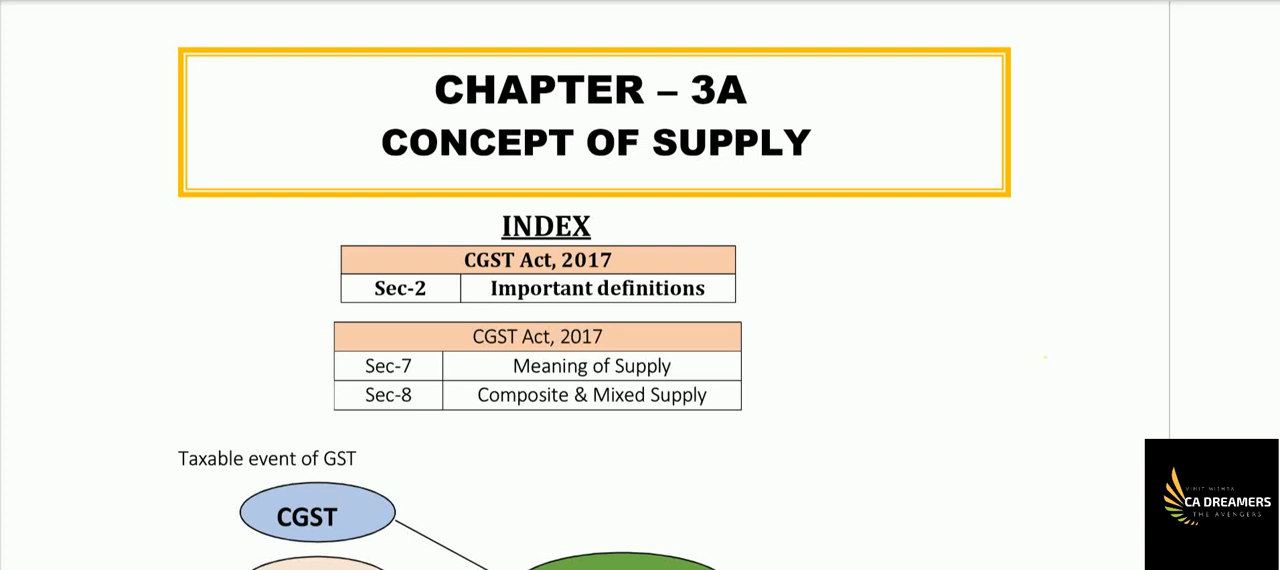 CHAPTER – 3A
CONCEPT OF SUPPLY
INDEX
CGST Act, 2017
Sec-2 Important definitions
CGST Act, 2017
Sec-7 Meaning of Supply
Sec-8 Composite & Mixed Supply
Taxable event of GST
CGST
CA DREAMERS
THE AVENGERS